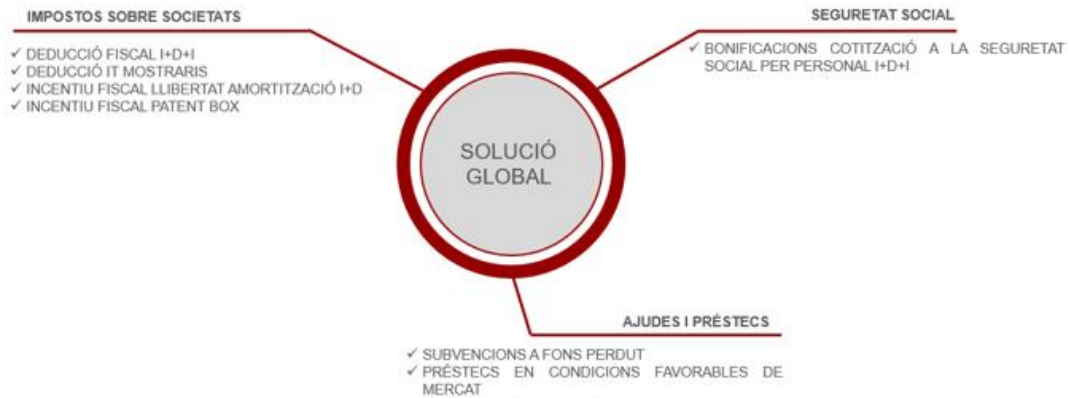 IMPOSTOS SOBRE SOCIETATS
✓ DEDUCCIÓ FISCAL I+D+I
✓ DEDUCCIÓ IT MOSTRARIS
✓ INCENTIU FISCAL LLIBERTAT AMORTITZACIÓ I+D
✓ INCENTIU FISCAL PATENT BOX
SEGURETAT SOCIAL
✓ BONIFICACIONS COTITZACIÓ A LA SEGURETAT
SOCIAL PER PERSONAL I+D+I
SOLUCIÓ
GLOBAL
AJUDES I PRÉSTECS
✓ SUBVENCIONS A FONS PERDUT
✓ PRÉSTECS EN CONDICIONS FAVORABLES DE
MERCAT